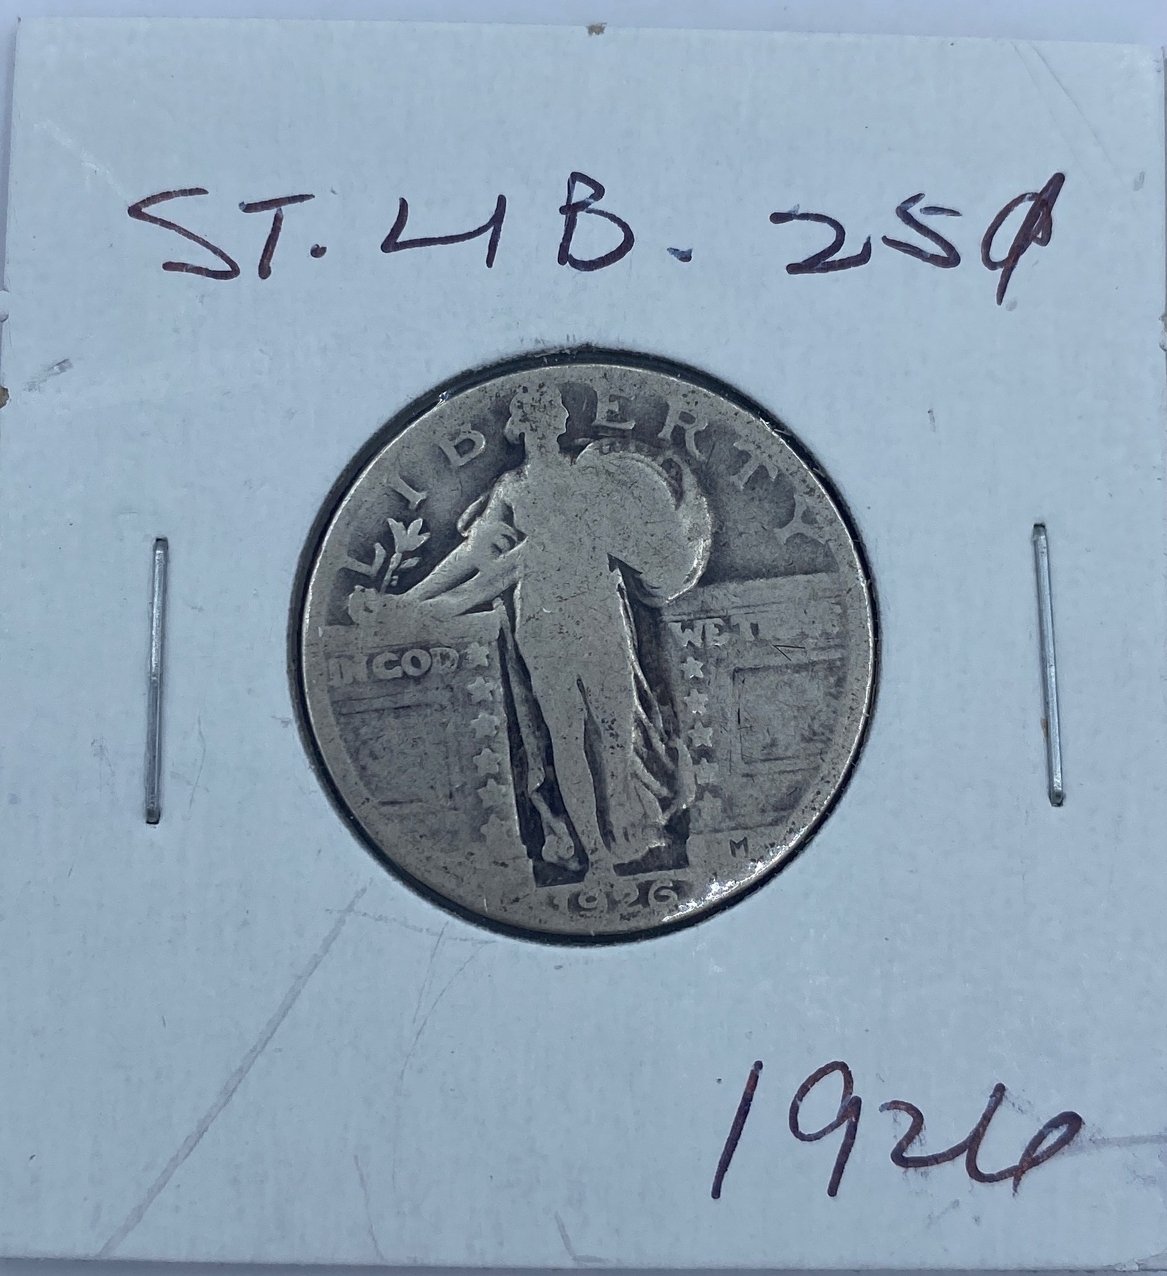 ST. LIB. 25¢
LIBERTY
IN GOD WE T
M
1926
1926